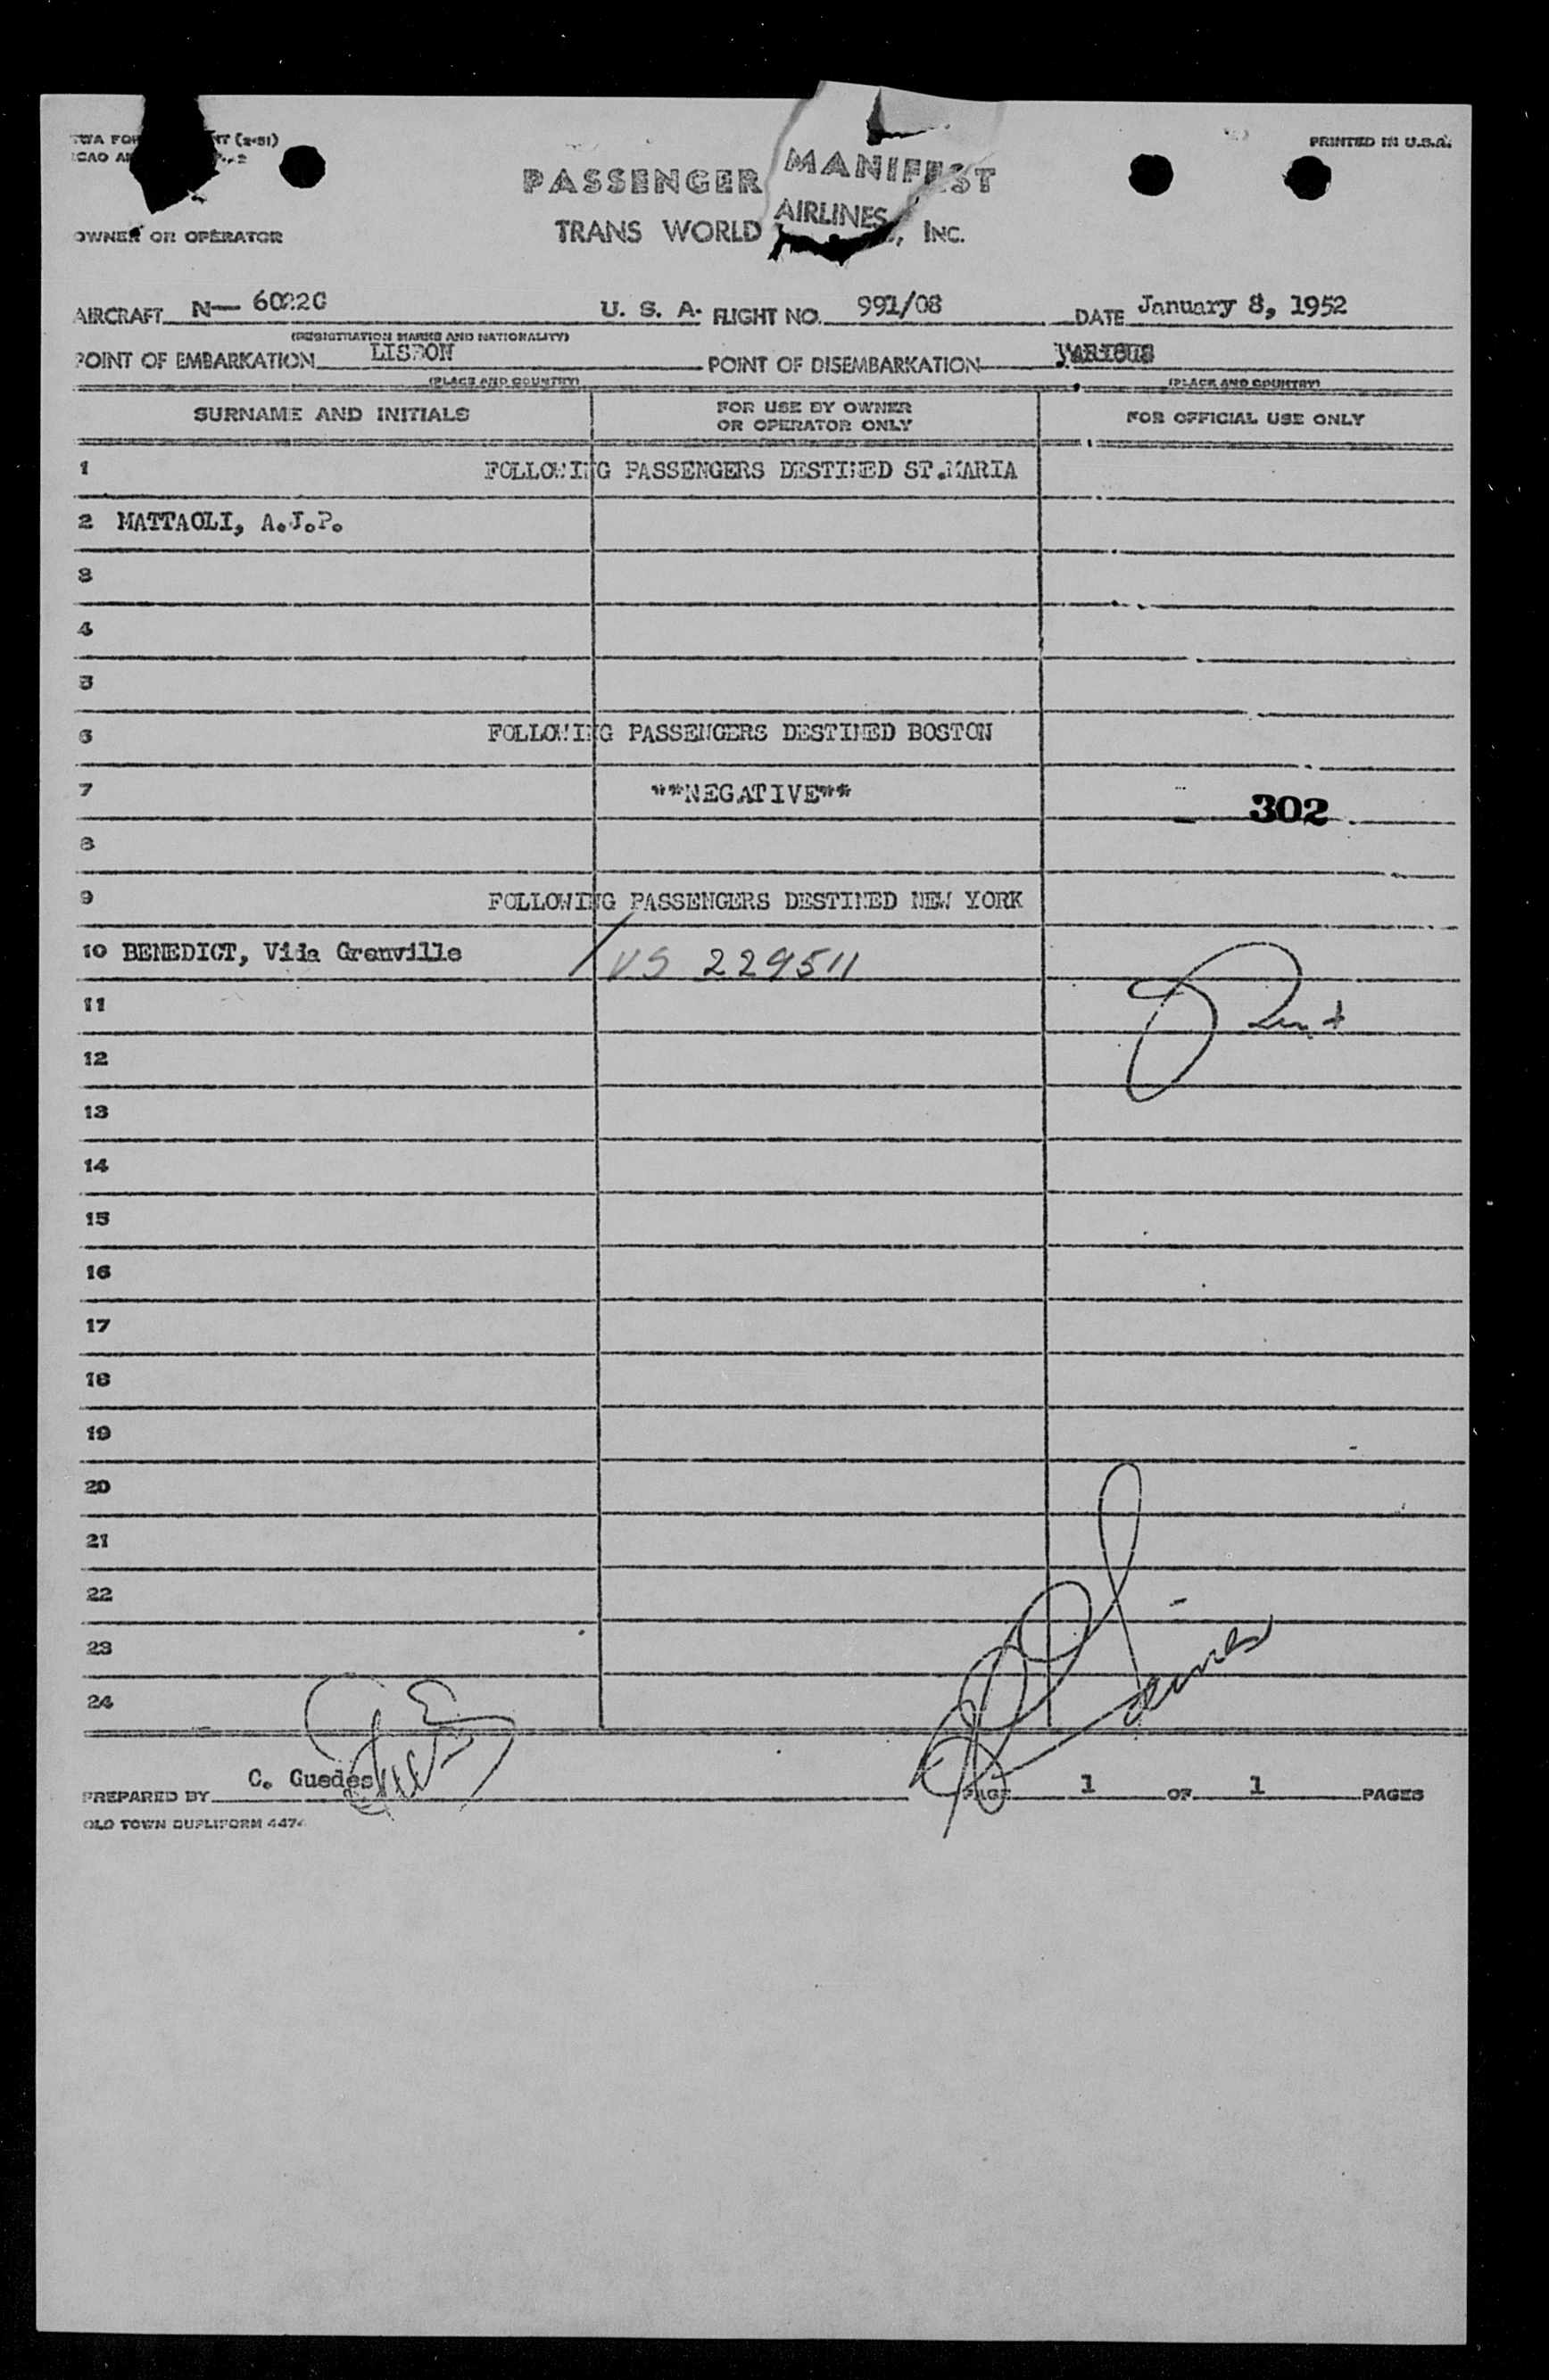 PRINTED IN U.S.A.
PASSENGER MANIFEST
TRANS WORLD AIRLINES, INC.
OWNER OR OPERATOR
AIRCRAFT N— 6022C U. S. A. FLIGHT NO. 991/08 DATE January 8, 1952
(REGISTRATION MARKS AND NATIONALITY)
POINT OF EMBARKATION LISBON POINT OF DISEMBARKATION VARIOUS
(PLACE AND COUNTRY) (PLACE AND COUNTRY)
SURNAME AND INITIALS FOR USE BY OWNER OR OPERATOR ONLY FOR OFFICIAL USE ONLY
1 FOLLOWING PASSENGERS DESTINED ST.MARIA
2 MATTAOLI, A.J.P.
3
4
5
6 FOLLOWING PASSENGERS DESTINED BOSTON
7 **NEGATIVE** 302
8
9 FOLLOWING PASSENGERS DESTINED NEW YORK
10 BENEDICT, Vida Grenville / US 229511
11
12
13
14
15
16
17
18
19
20
21
22
23
24
PREPARED BY C. Guedes PAGE 1 OF 1 PAGES
OLD TOWN DUPLIFORM 4474